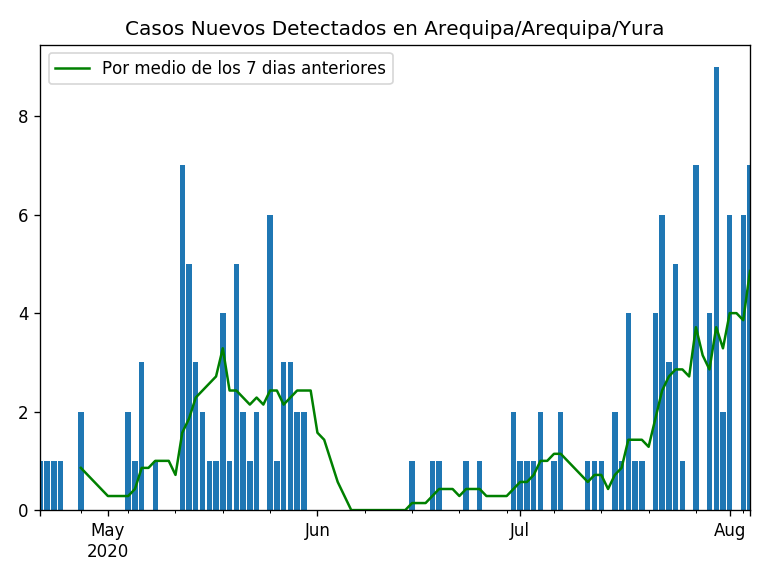 Casos Nuevos Detectados en Arequipa/Arequipa/Yura
Por medio de los 7 dias anteriores
8
6
4
2
0
May Jun Jul Aug
2020